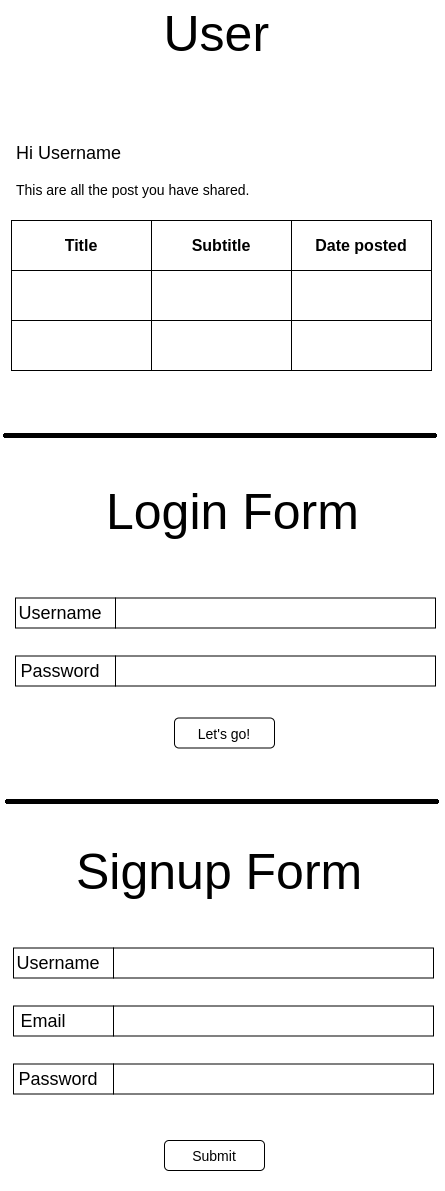 User
Hi Username
This are all the post you have shared.
Title Subtitle Date posted
Login Form
Username
Password
Let's go!
Signup Form
Username
Email
Password
Submit